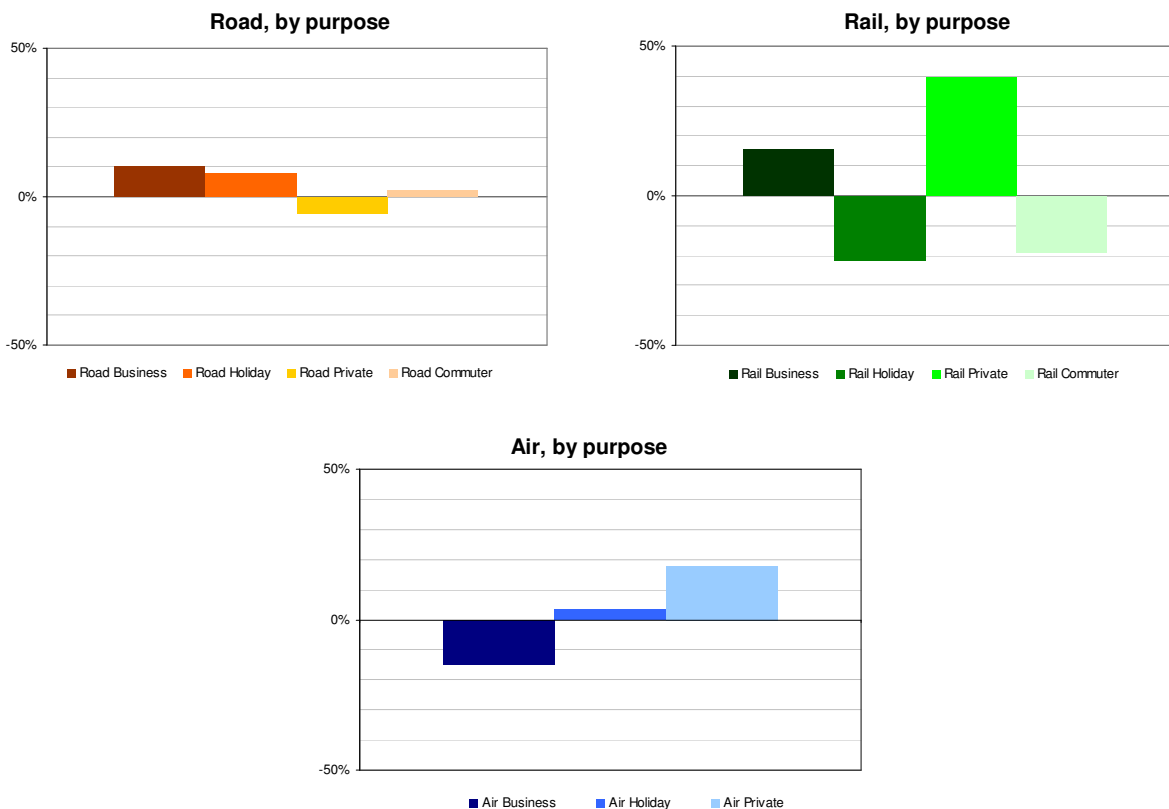 Road, by purpose
50%
0%
-50%
Road Business Road Holiday Road Private Road Commuter
Rail, by purpose
50%
0%
-50%
Rail Business Rail Holiday Rail Private Rail Commuter
Air, by purpose
50%
0%
-50%
Air Business Air Holiday Air Private